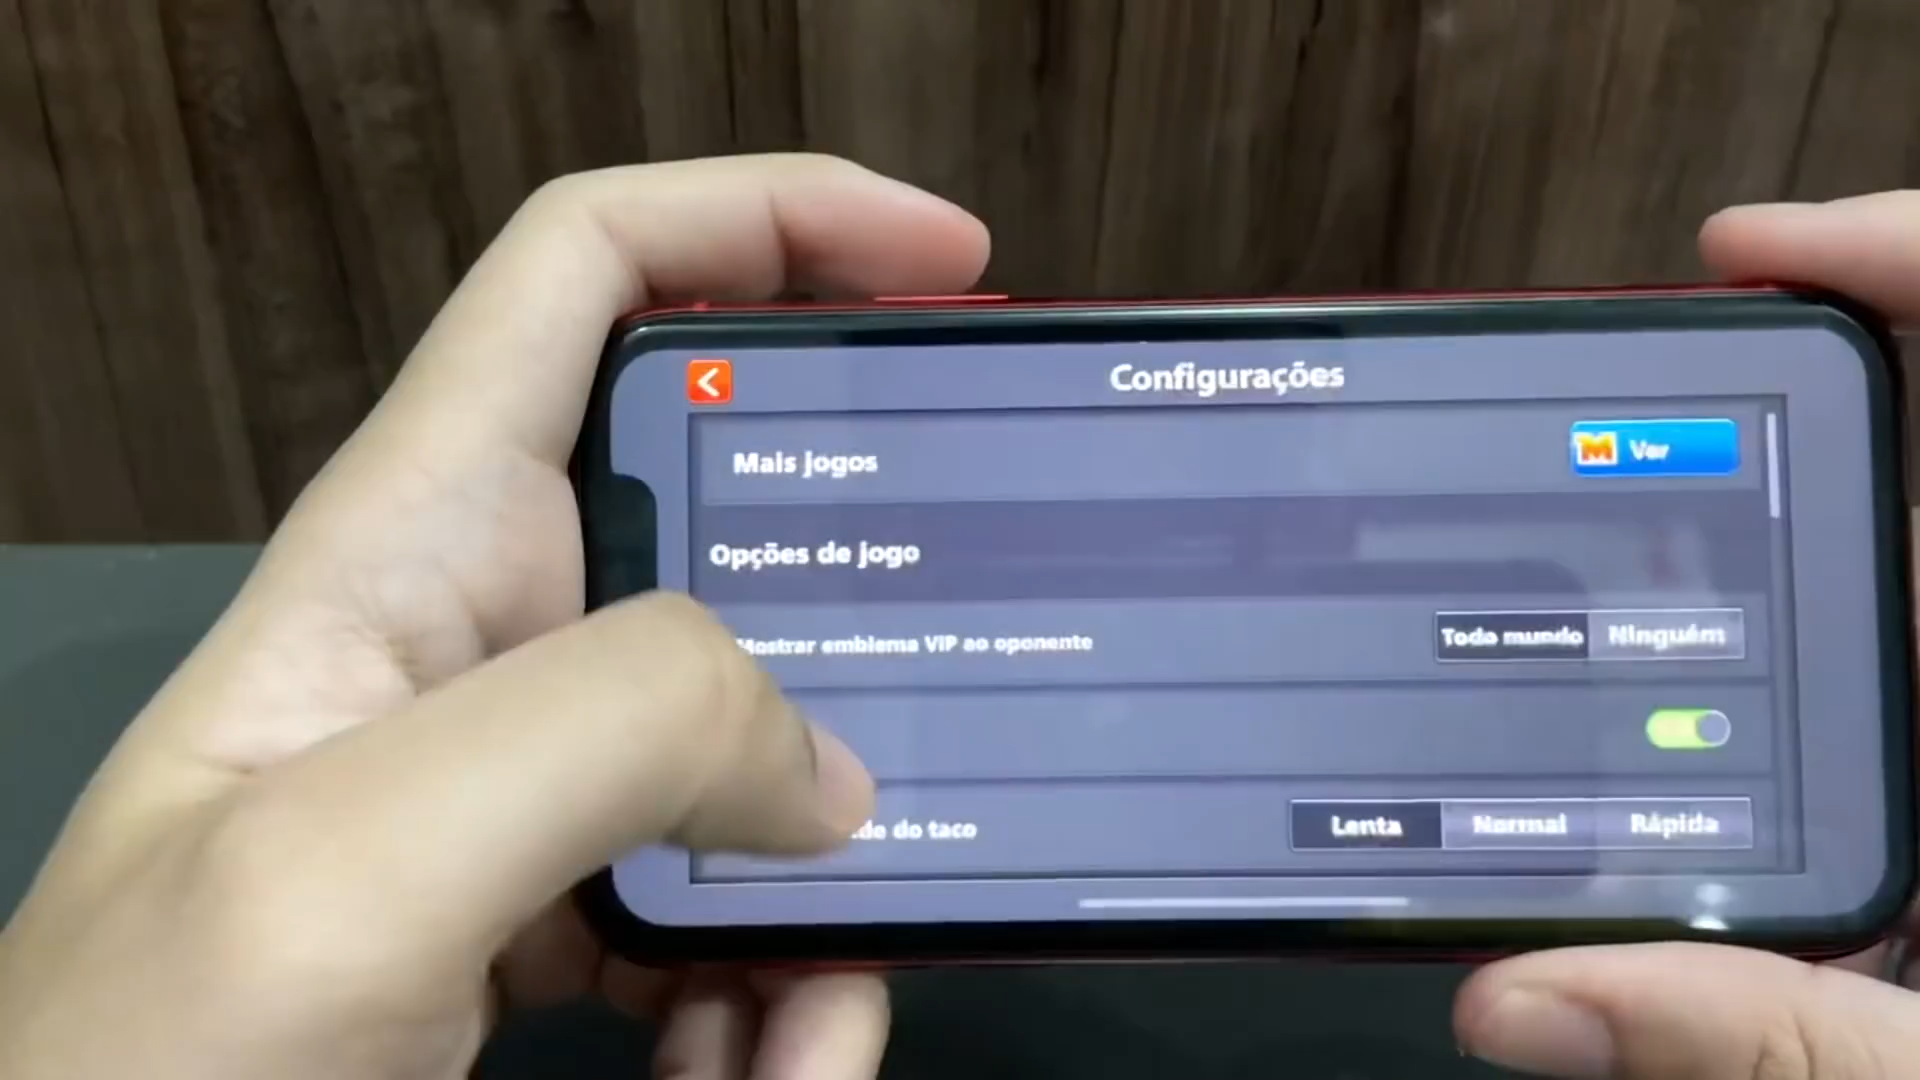 Configurações
Mais jogos
M Ver
Opções de jogo
Mostrar emblema VIP ao oponente
Todo mundo Ninguém
do taco
Lenta Normal Rápida